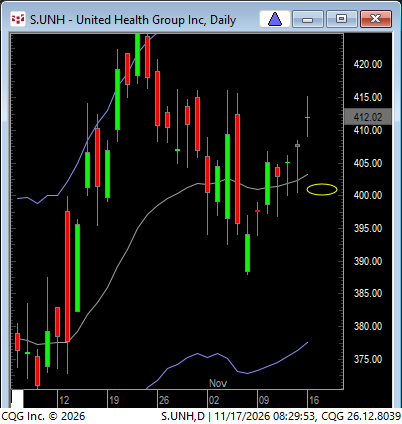 S.UNH - United Health Group Inc, Daily
420.00
415.00
412.02
410.00
405.00
400.00
395.00
390.00
385.00
380.00
375.00
Nov
12 19 26 02 09 16
CQG Inc. © 2026 S.UNH,D | 11/17/2026 08:29:53, CQG 26.12.8039